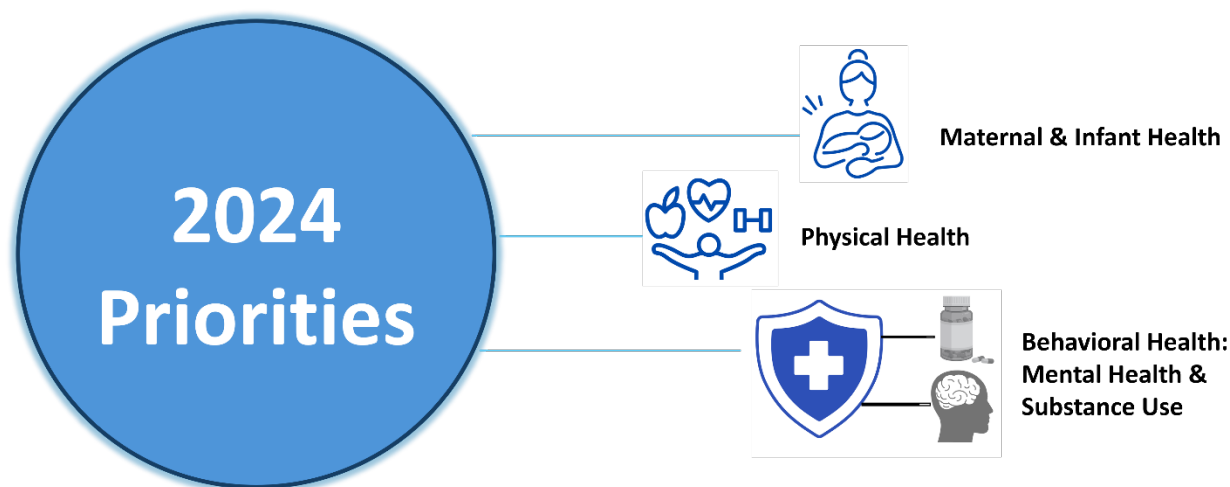 2024
Priorities
Maternal & Infant Health
Physical Health
Behavioral Health:
Mental Health &
Substance Use